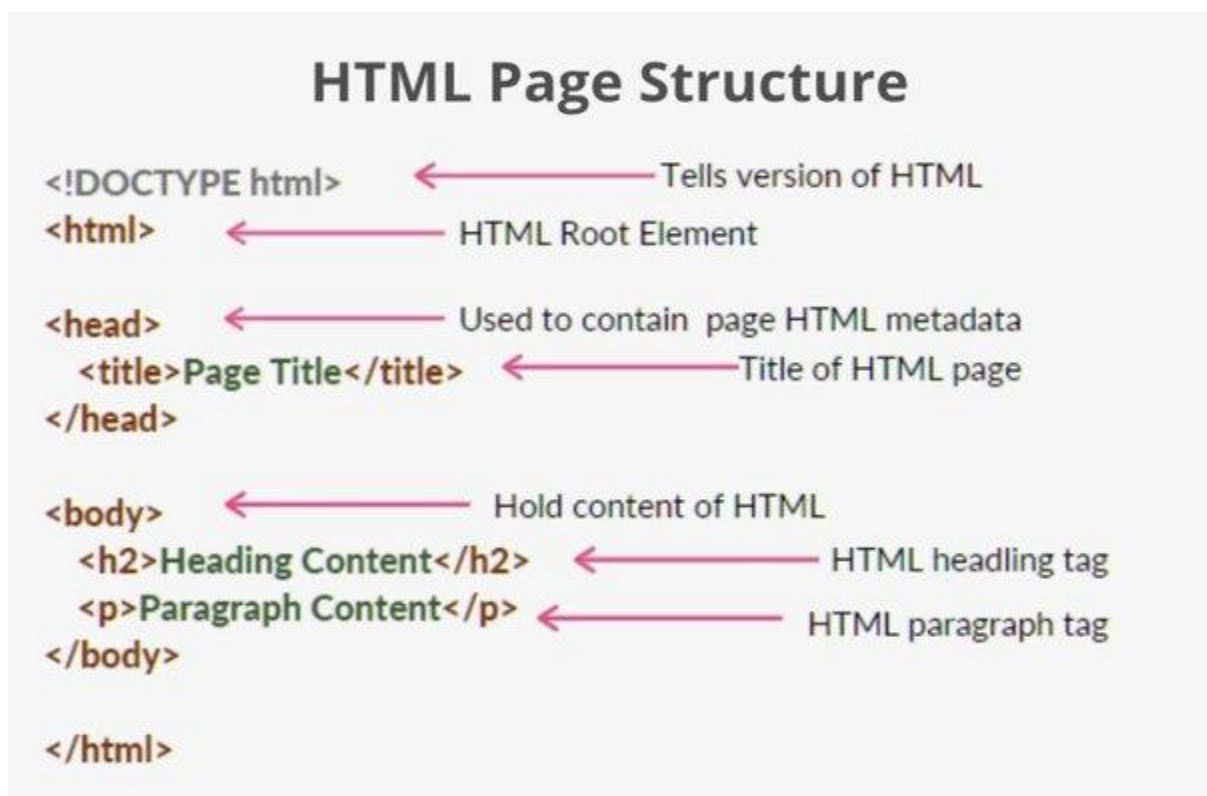 HTML Page Structure
<!DOCTYPE html> Tells version of HTML
<html> HTML Root Element
<head> Used to contain page HTML metadata
<title>Page Title</title> Title of HTML page
</head>
<body> Hold content of HTML
<h2>Heading Content</h2> HTML headling tag
<p>Paragraph Content</p> HTML paragraph tag
</body>
</html>